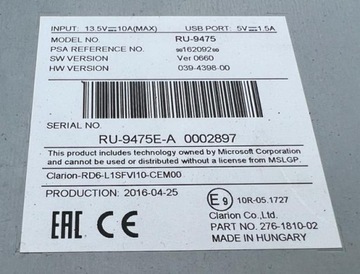 INPUT: 13.5V⎓10A(MAX) USB PORT: 5V⎓1.5A
MODEL NO. RU-9475
PSA REFERENCE NO. 9816209280
SW VERSION Ver 0660
HW VERSION 039-4398-00
SERIAL NO.
RU-9475E-A 0002897
This product includes technology owned by Microsoft Corporation
and cannot be used or distributed without a license from MSLGP.
Clarion-RD6-L1SFVI10-CEM00
PRODUCTION: 2016-04-25
E9 10R-05.1727
EAC CE
Clarion Co.,Ltd.
PART NO. 276-1810-02
MADE IN HUNGARY